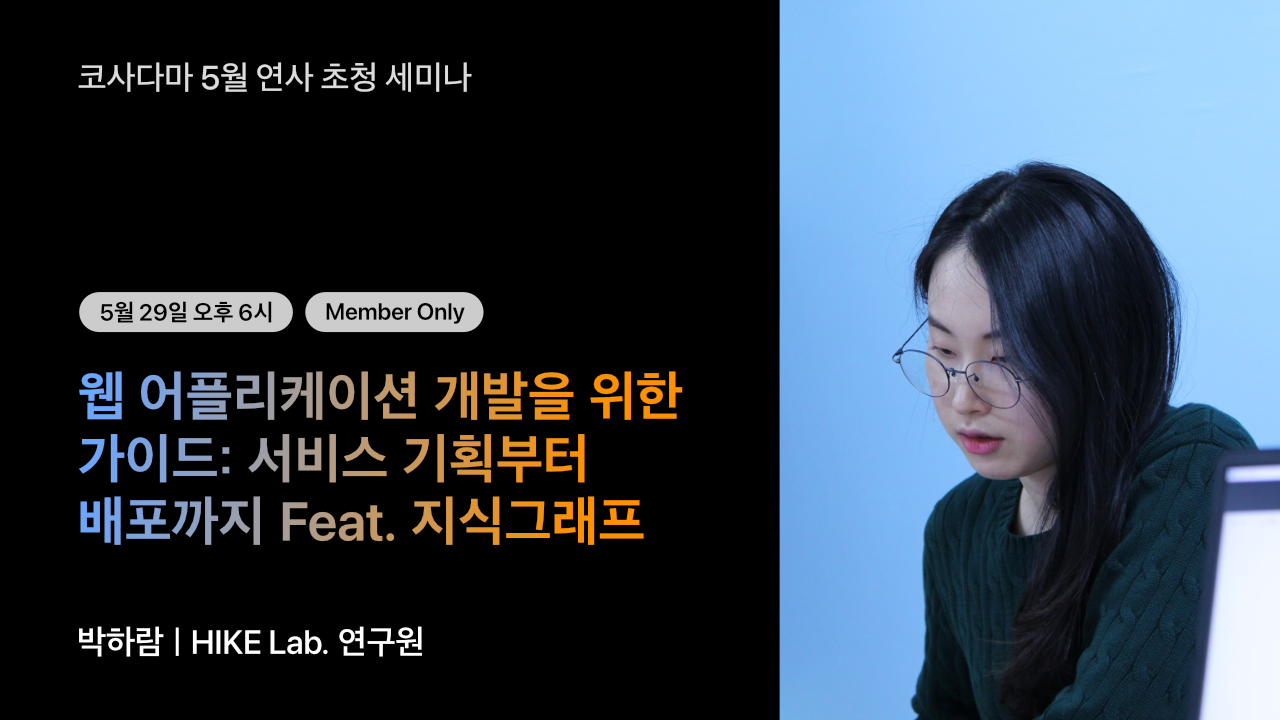 코사다마 5월 연사 초청 세미나
5월 29일 오후 6시
Member Only
웹 어플리케이션 개발을 위한
가이드: 서비스 기획부터
배포까지 Feat. 지식그래프
박하람 | HIKE Lab. 연구원